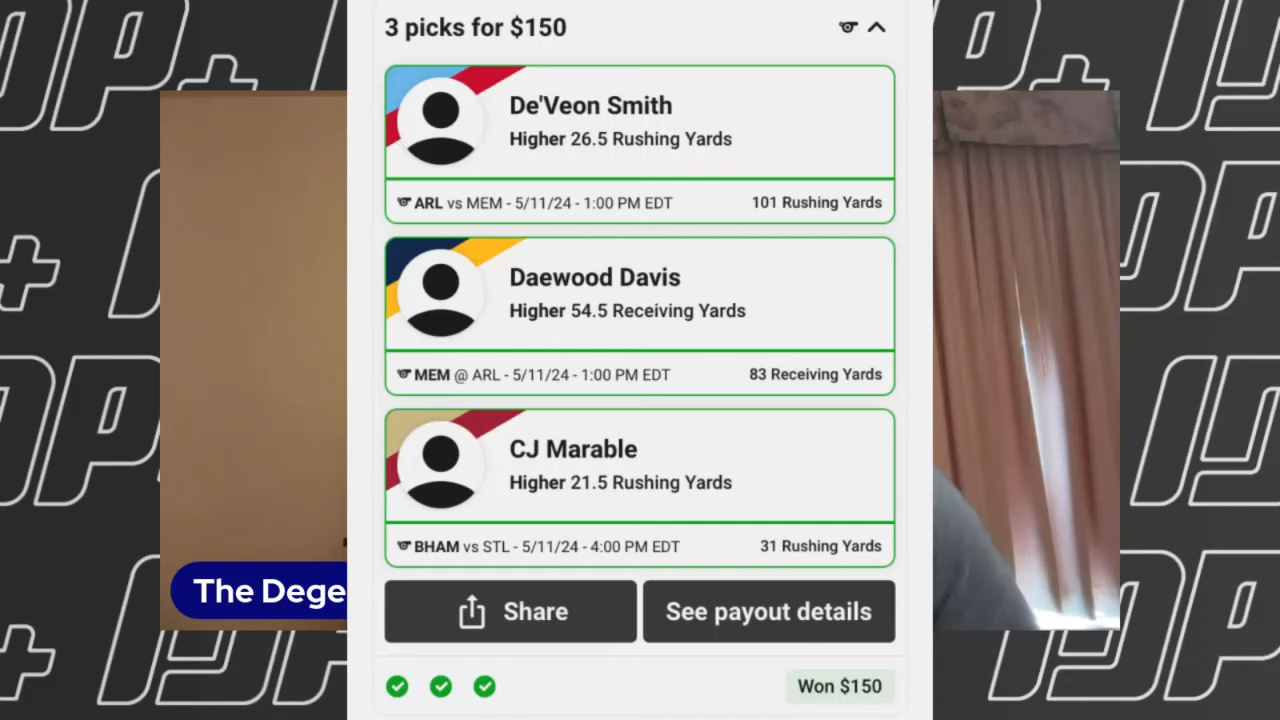 3 picks for $150
De'Veon Smith
Higher 26.5 Rushing Yards
ARL vs MEM - 5/11/24 - 1:00 PM EDT
101 Rushing Yards
Daewood Davis
Higher 54.5 Receiving Yards
MEM @ ARL - 5/11/24 - 1:00 PM EDT
83 Receiving Yards
CJ Marable
Higher 21.5 Rushing Yards
BHAM vs STL - 5/11/24 - 4:00 PM EDT
31 Rushing Yards
The Dege
Share
See payout details
Won $150